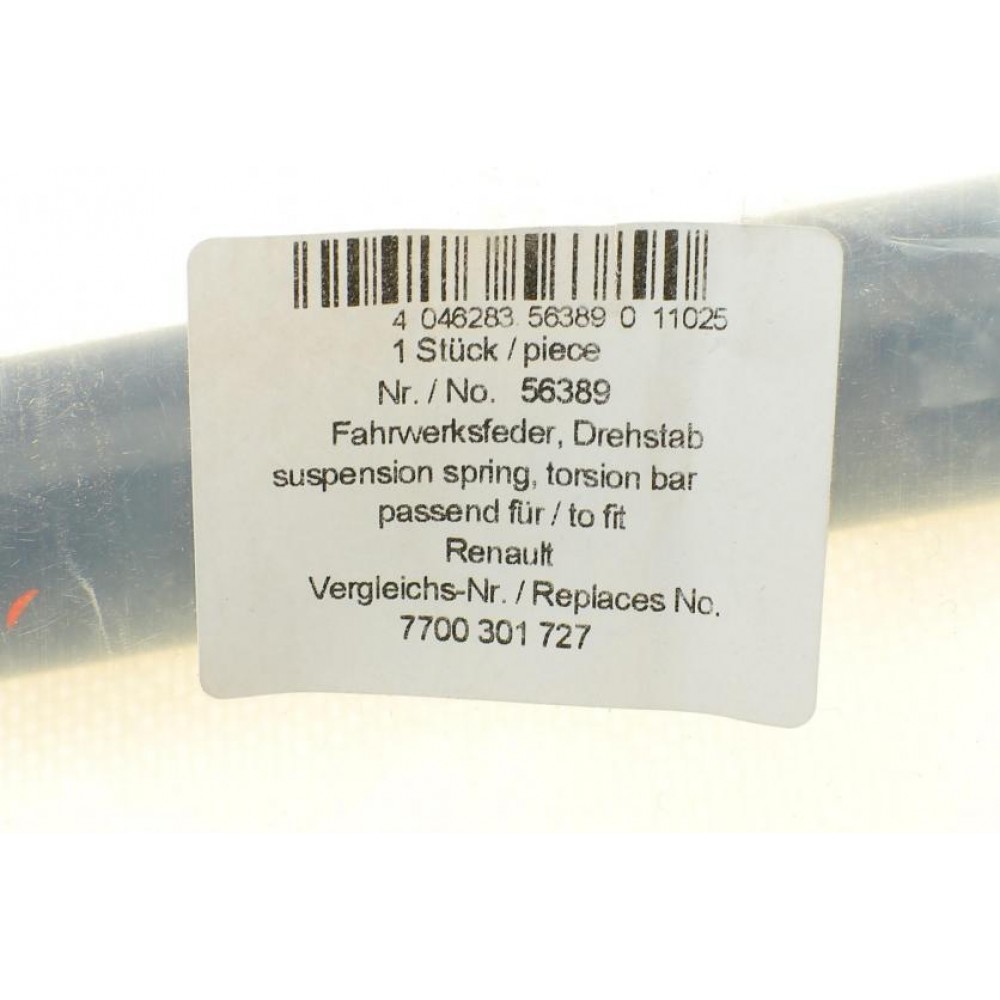 4 046283 56389 0 11025
1 Stück / piece
Nr. / No. 56389
Fahrwerksfeder, Drehstab
suspension spring, torsion bar
passend für / to fit
Renault
Vergleichs-Nr. / Replaces No.
7700 301 727